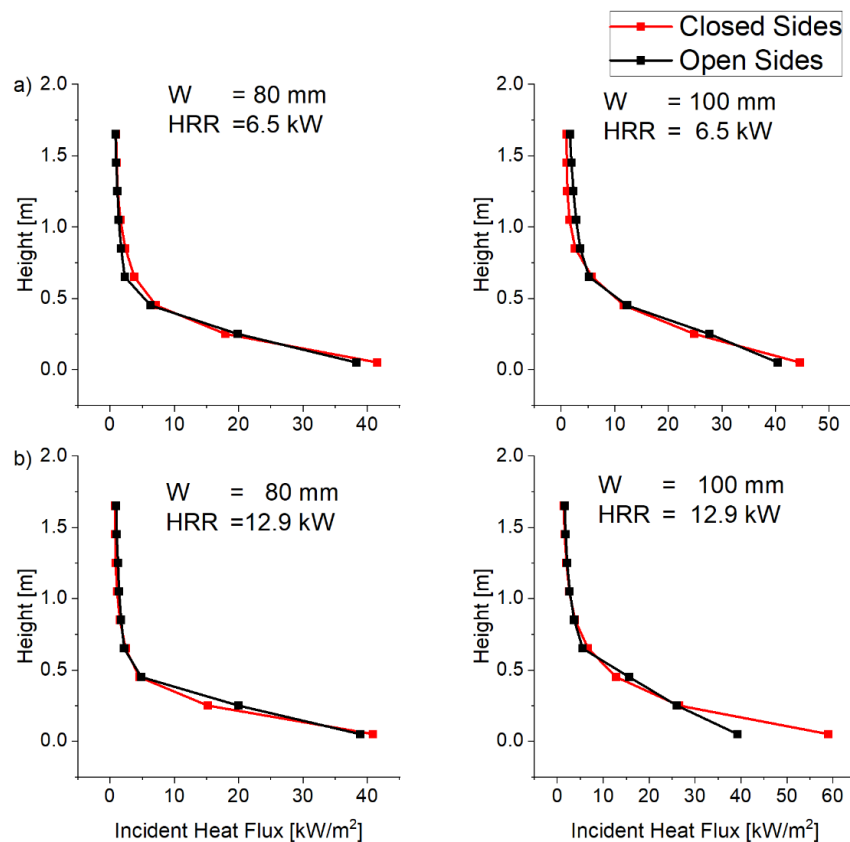 Closed Sides
Open Sides
a)
W = 80 mm
HRR =6.5 kW
Height [m]
2.0
1.5
1.0
0.5
0.0
0 10 20 30 40
W = 100 mm
HRR = 6.5 kW
Height [m]
2.0
1.5
1.0
0.5
0.0
0 10 20 30 40 50
b)
W = 80 mm
HRR =12.9 kW
Height [m]
2.0
1.5
1.0
0.5
0.0
0 10 20 30 40
Incident Heat Flux [kW/m²]
W = 100 mm
HRR = 12.9 kW
Height [m]
2.0
1.5
1.0
0.5
0.0
0 10 20 30 40 50 60
Incident Heat Flux [kW/m²]